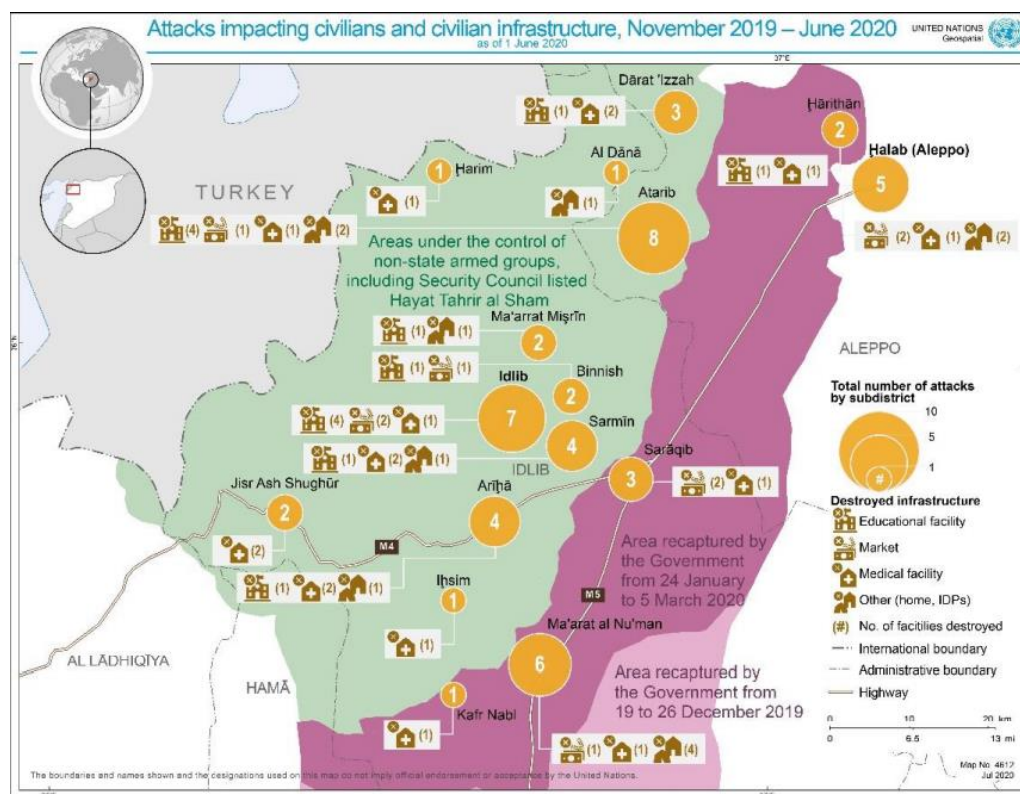 Attacks impacting civilians and civilian infrastructure, November 2019 – June 2020
as of 1 June 2020
UNITED NATIONS
Geospatial
37°E
Dārat 'Izzah
3
(1) (2)
Ḩārithān
2
(1) (1)
Ḩalab (Aleppo)
5
(2) (1) (2)
Ḩarim
1
(1)
Al Dānā
1
(1)
TURKEY
Atarib
8
(4) (1) (1) (2)
Areas under the control of
non-state armed groups,
including Security Council listed
Hayat Tahrir al Sham
Ma'arrat Mişrīn
2
(1) (1)
Binnish
2
(1) (1)
Idlib
7
(4) (2) (1)
Sarmīn
4
(1) (2) (1)
IDLIB
ALEPPO
Sarāqib
3
(2) (1)
Jisr Ash Shughūr
2
(2)
Arīḩā
4
(1) (2) (1)
M4
Iḩsim
1
(1)
M5
Area recaptured by
the Government
from 24 January
to 5 March 2020
Ma'arat al Nu'man
6
(1) (1) (4)
Area recaptured by
the Government from
19 to 26 December 2019
1
Kafr Nabl
(1)
AL LĀDHIQĪYA
HAMĀ
Total number of attacks
by subdistrict
10
5
1
#
Destroyed infrastructure
Educational facility
Market
Medical facility
Other (home, IDPs)
(#) No. of facitilies destroyed
International boundary
Administrative boundary
Highway
0 10 20 km
0 6.5 13 mi
Map No. 4612
Jul 2020
The boundaries and names shown and the designations used on this map do not imply official endorsement or acceptance by the United Nations.